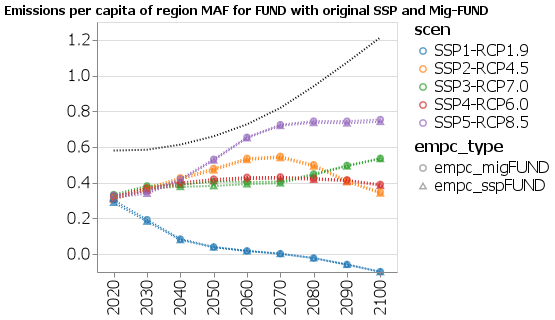 Emissions per capita of region MAF for FUND with original SSP and Mig-FUND
1.2
1.0
0.8
0.6
0.4
0.2
0.0
2020
2030
2040
2050
2060
2070
2080
2090
2100
scen
SSP1-RCP1.9
SSP2-RCP4.5
SSP3-RCP7.0
SSP4-RCP6.0
SSP5-RCP8.5
empc_type
empc_migFUND
empc_sspFUND